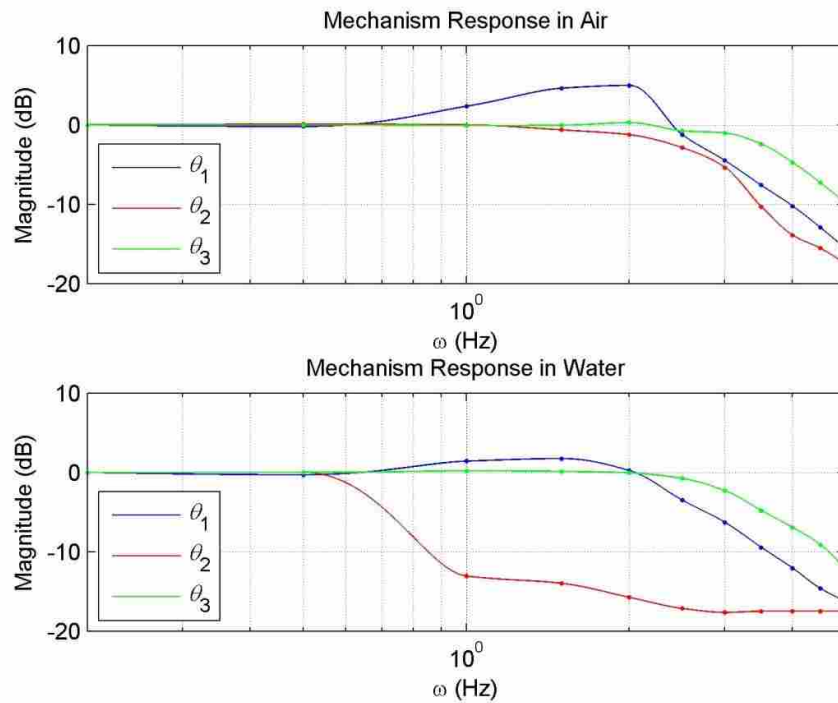 Mechanism Response in Air
Magnitude (dB)
10
0
-10
-20
θ1
θ2
θ3
10^0
ω (Hz)
Mechanism Response in Water
Magnitude (dB)
10
0
-10
-20
θ1
θ2
θ3
10^0
ω (Hz)